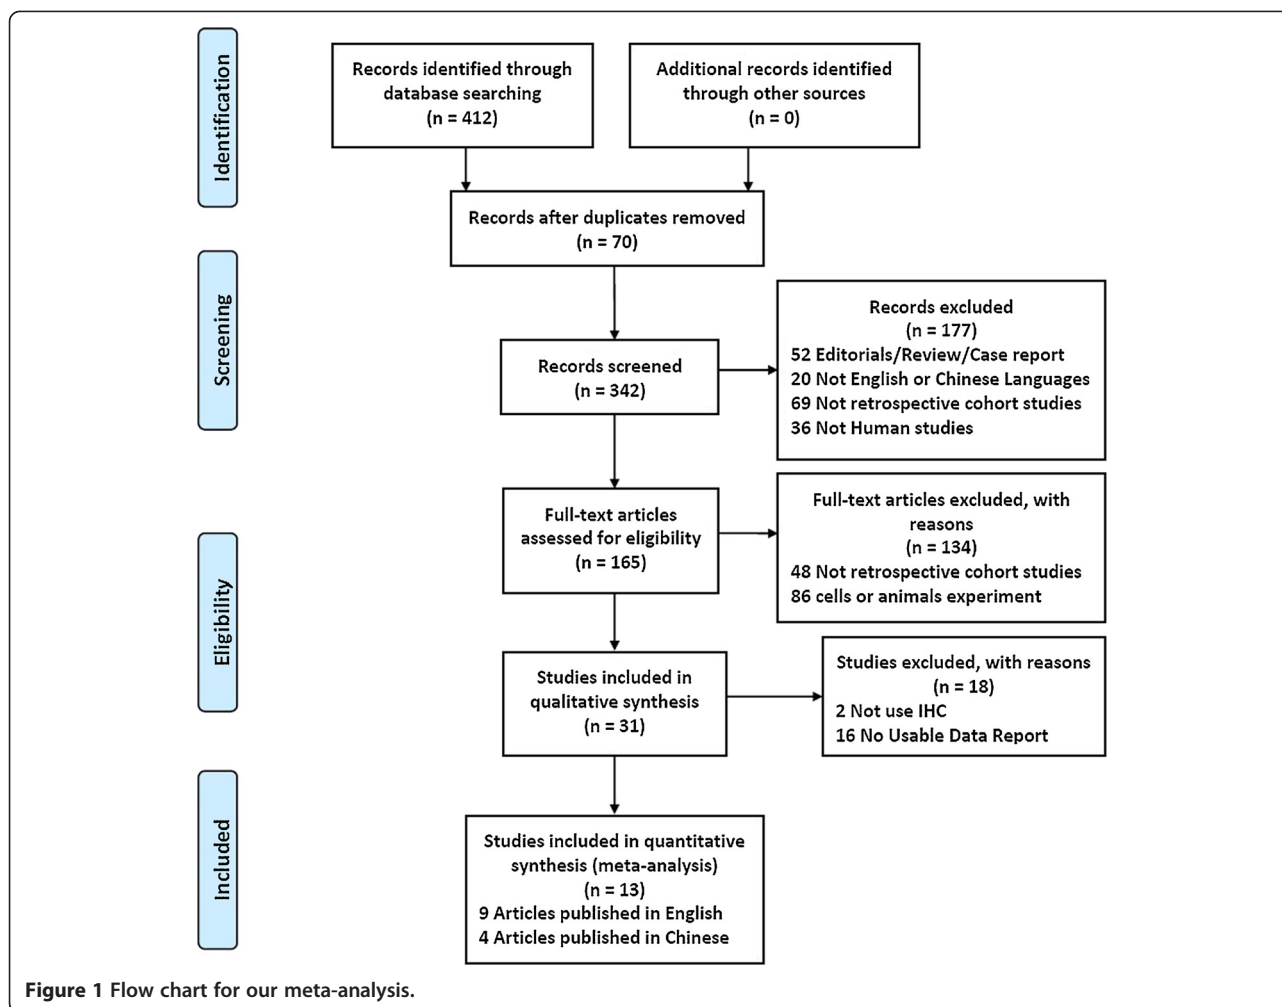 Identification
Records identified through
database searching
(n = 412)
Additional records identified
through other sources
(n = 0)
Records after duplicates removed
(n = 70)
Screening
Records screened
(n = 342)
Records excluded
(n = 177)
52 Editorials/Review/Case report
20 Not English or Chinese Languages
69 Not retrospective cohort studies
36 Not Human studies
Eligibility
Full-text articles
assessed for eligibility
(n = 165)
Full-text articles excluded, with
reasons
(n = 134)
48 Not retrospective cohort studies
86 cells or animals experiment
Studies included in
qualitative synthesis
(n = 31)
Studies excluded, with reasons
(n = 18)
2 Not use IHC
16 No Usable Data Report
Included
Studies included in quantitative
synthesis (meta-analysis)
(n = 13)
9 Articles published in English
4 Articles published in Chinese
Figure 1 Flow chart for our meta-analysis.